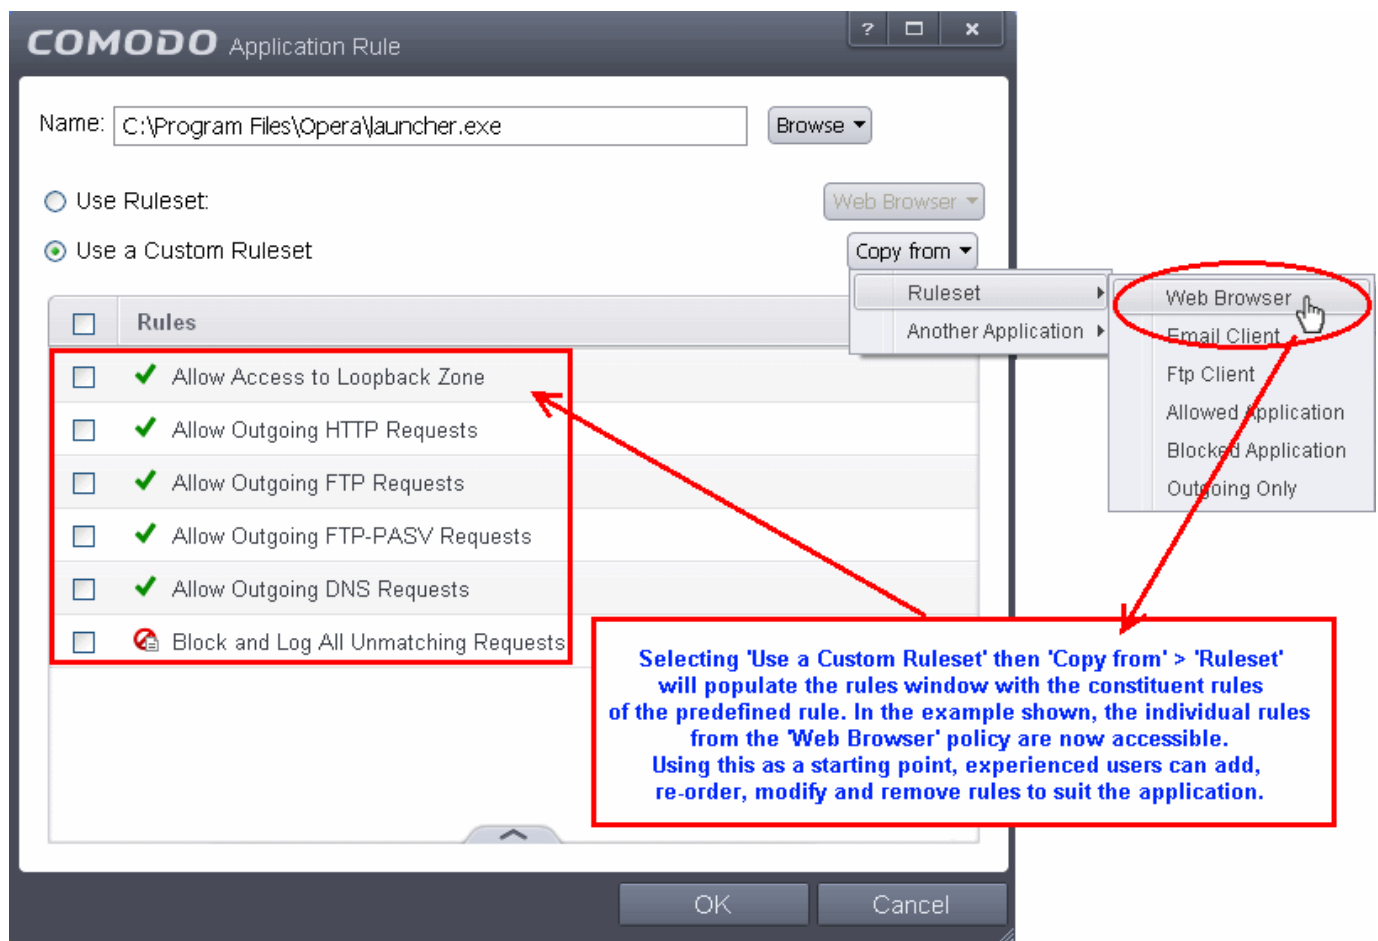 COMODO Application Rule
?
Name: C:\Program Files\Opera\launcher.exe Browse
Use Ruleset: Web Browser
Use a Custom Ruleset Copy from
Ruleset
Another Application
Web Browser
Email Client
Ftp Client
Allowed Application
Blocked Application
Outgoing Only
Rules
Allow Access to Loopback Zone
Allow Outgoing HTTP Requests
Allow Outgoing FTP Requests
Allow Outgoing FTP-PASV Requests
Allow Outgoing DNS Requests
Block and Log All Unmatching Requests
Selecting 'Use a Custom Ruleset' then 'Copy from' > 'Ruleset'
will populate the rules window with the constituent rules
of the predefined rule. In the example shown, the individual rules
from the 'Web Browser' policy are now accessible.
Using this as a starting point, experienced users can add,
re-order, modify and remove rules to suit the application.
OK Cancel